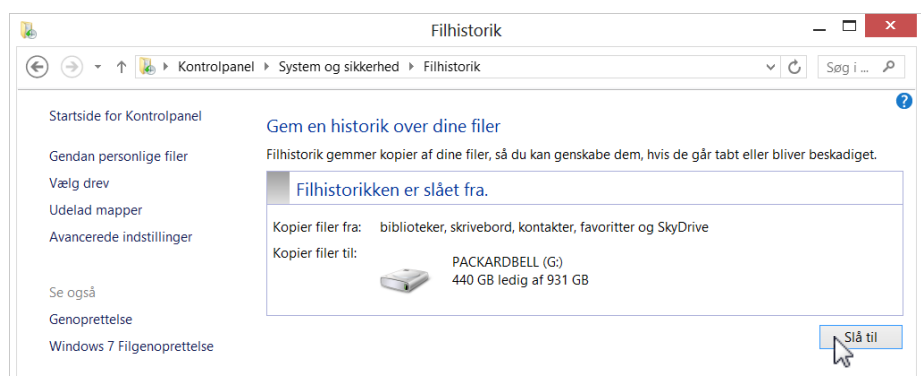 Filhistorik
Kontrolpanel System og sikkerhed Filhistorik
Søg i ...
Startside for Kontrolpanel
Gendan personlige filer
Vælg drev
Udelad mapper
Avancerede indstillinger
Se også
Genoprettelse
Windows 7 Filgenoprettelse
Gem en historik over dine filer
Filhistorik gemmer kopier af dine filer, så du kan genskabe dem, hvis de går tabt eller bliver beskadiget.
Filhistorikken er slået fra.
Kopier filer fra: biblioteker, skrivebord, kontakter, favoritter og SkyDrive
Kopier filer til:
PACKARDBELL (G:)
440 GB ledig af 931 GB
Slå til